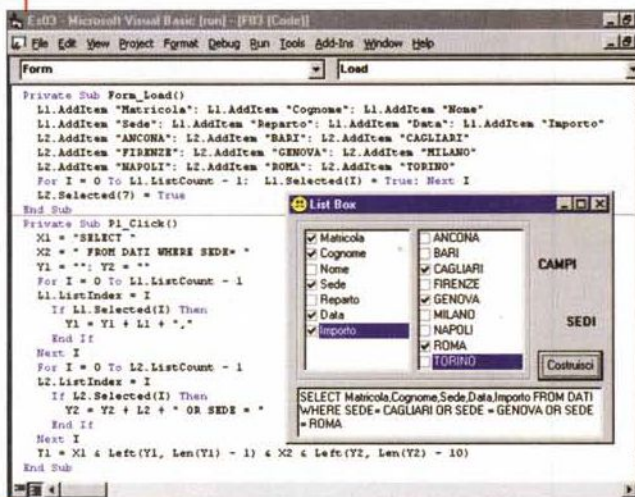 Es03 - Microsoft Visual Basic [run] - [F03 [Code]]
File Edit View Project Format Debug Run Tools Add-Ins Window Help
Form Load
Private Sub Form_Load()
L1.AddItem "Matricola": L1.AddItem "Cognome": L1.AddItem "Nome"
L1.AddItem "Sede": L1.AddItem "Reparto": L1.AddItem "Data": L1.AddItem "Importo"
L2.AddItem "ANCONA": L2.AddItem "BARI": L2.AddItem "CAGLIARI"
L2.AddItem "FIRENZE": L2.AddItem "GENOVA": L2.AddItem "MILANO"
L2.AddItem "NAPOLI": L2.AddItem "ROMA": L2.AddItem "TORINO"
For I = 0 To L1.ListCount - 1: L1.Selected(I) = True: Next I
L2.Selected(7) = True
End Sub
Private Sub P1_Click()
X1 = "SELECT "
X2 = " FROM DATI WHERE SEDE= "
Y1 = "": Y2 = ""
For I = 0 To L1.ListCount - 1
L1.ListIndex = I
If L1.Selected(I) Then
Y1 = Y1 + L1 + ","
End If
Next I
For I = 0 To L2.ListCount - 1
L2.ListIndex = I
If L2.Selected(I) Then
Y2 = Y2 + L2 + " OR SEDE = "
End If
Next I
T1 = X1 & Left(Y1, Len(Y1) - 1) & X2 & Left(Y2, Len(Y2) - 10)
End Sub
List Box
Matricola
Cognome
Nome
Sede
Reparto
Data
Importo
ANCONA
BARI
CAGLIARI
FIRENZE
GENOVA
MILANO
NAPOLI
ROMA
TORINO
CAMPI
SEDI
Costruisci
SELECT Matricola,Cognome,Sede,Data,Importo FROM DATI
WHERE SEDE= CAGLIARI OR SEDE = GENOVA OR SEDE
= ROMA